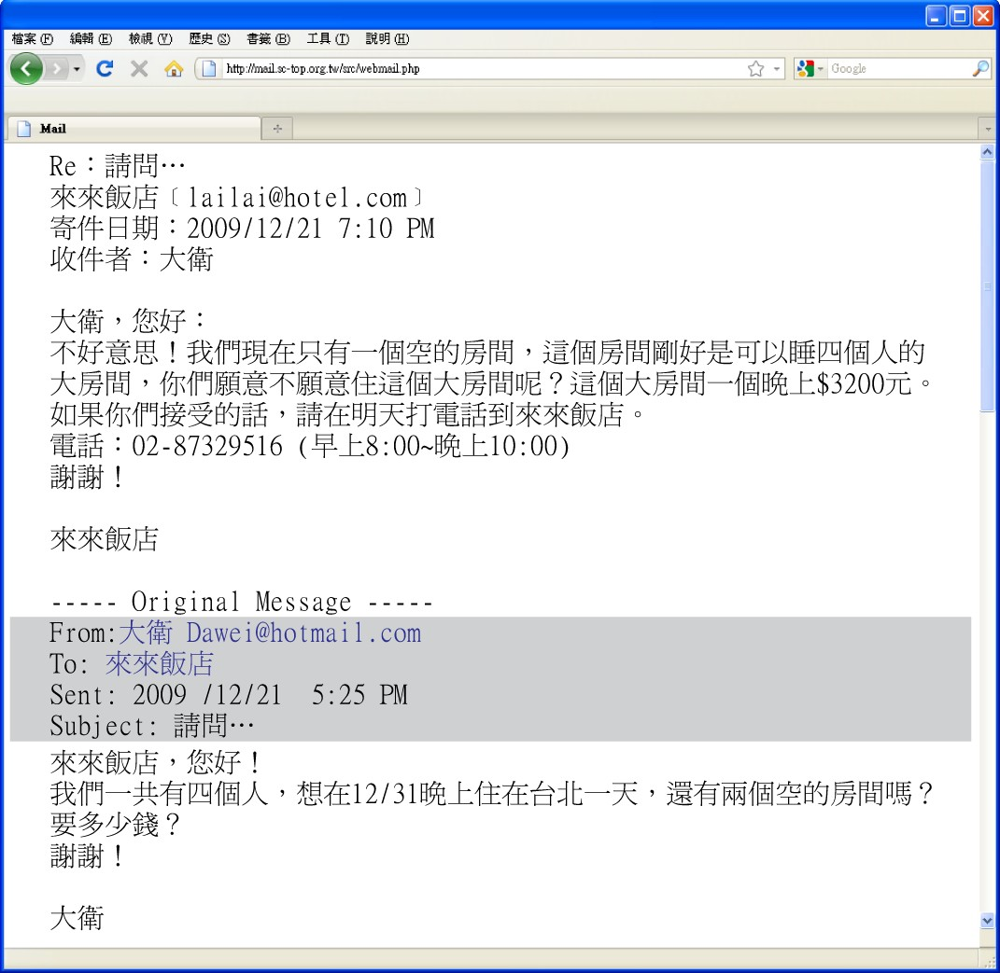 檔案(F) 編輯(E) 檢視(V) 歷史(S) 書籤(B) 工具(T) 說明(H)
http://mail.sc-top.org.tw/src/webmail.php Google
Mail
Re：請問…
來來飯店﹝lailai@hotel.com﹞
寄件日期：2009/12/21 7:10 PM
收件者：大衛
大衛，您好：
不好意思！我們現在只有一個空的房間，這個房間剛好是可以睡四個人的
大房間，你們願意不願意住這個大房間呢？這個大房間一個晚上$3200元。
如果你們接受的話，請在明天打電話到來來飯店。
電話：02-87329516 (早上8:00~晚上10:00)
謝謝！
來來飯店
----- Original Message -----
From:大衛 Dawei@hotmail.com
To: 來來飯店
Sent: 2009 /12/21 5:25 PM
Subject: 請問…
來來飯店，您好！
我們一共有四個人，想在12/31晚上住在台北一天，還有兩個空的房間嗎？
要多少錢？
謝謝！
大衛